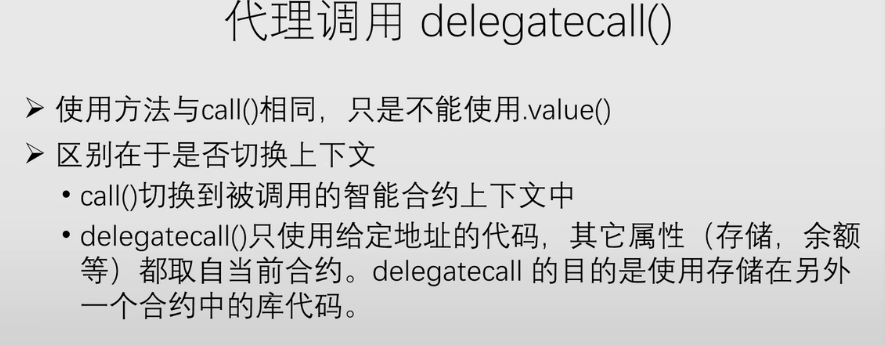 代理调用 delegatecall()
➢ 使用方法与call()相同，只是不能使用.value()
➢ 区别在于是否切换上下文
• call()切换到被调用的智能合约上下文中
• delegatecall()只使用给定地址的代码，其它属性（存储，余额
等）都取自当前合约。delegatecall 的目的是使用存储在另外
一个合约中的库代码。